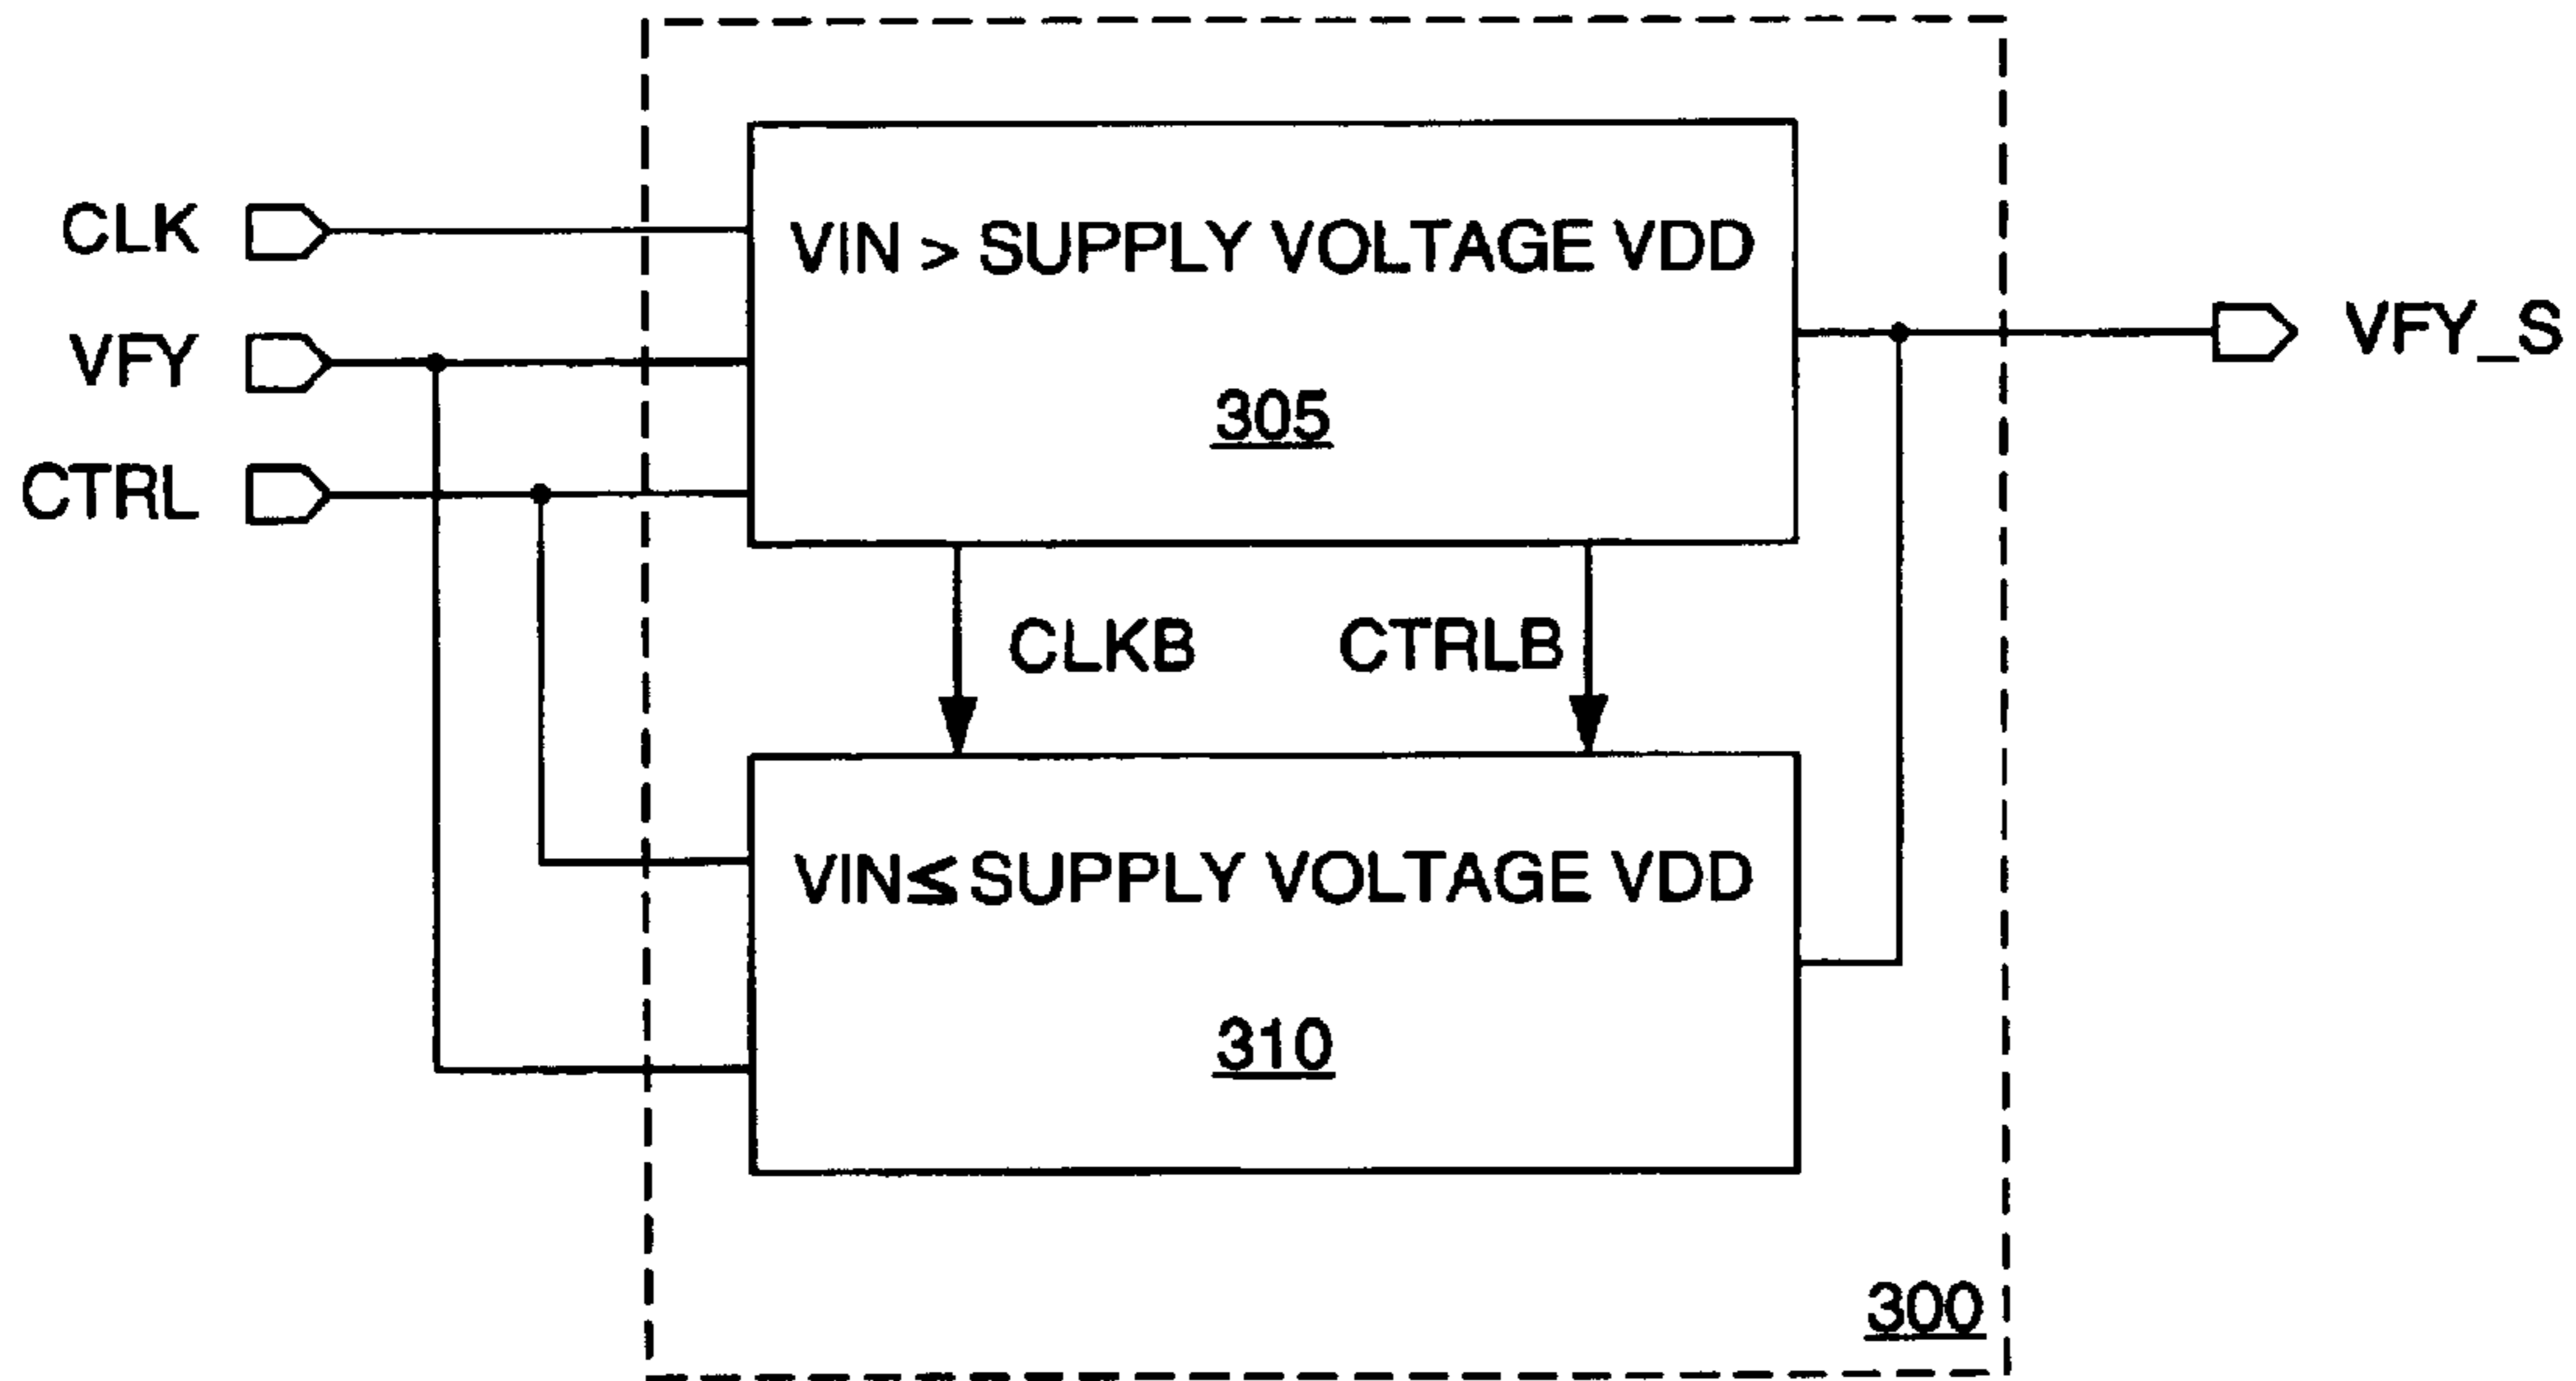 CLK
VIN > SUPPLY VOLTAGE VDD
VFY
VFY_S
305
CTRL
CLKB
CTRLB
VIN≤SUPPLY VOLTAGE VDD
310
300